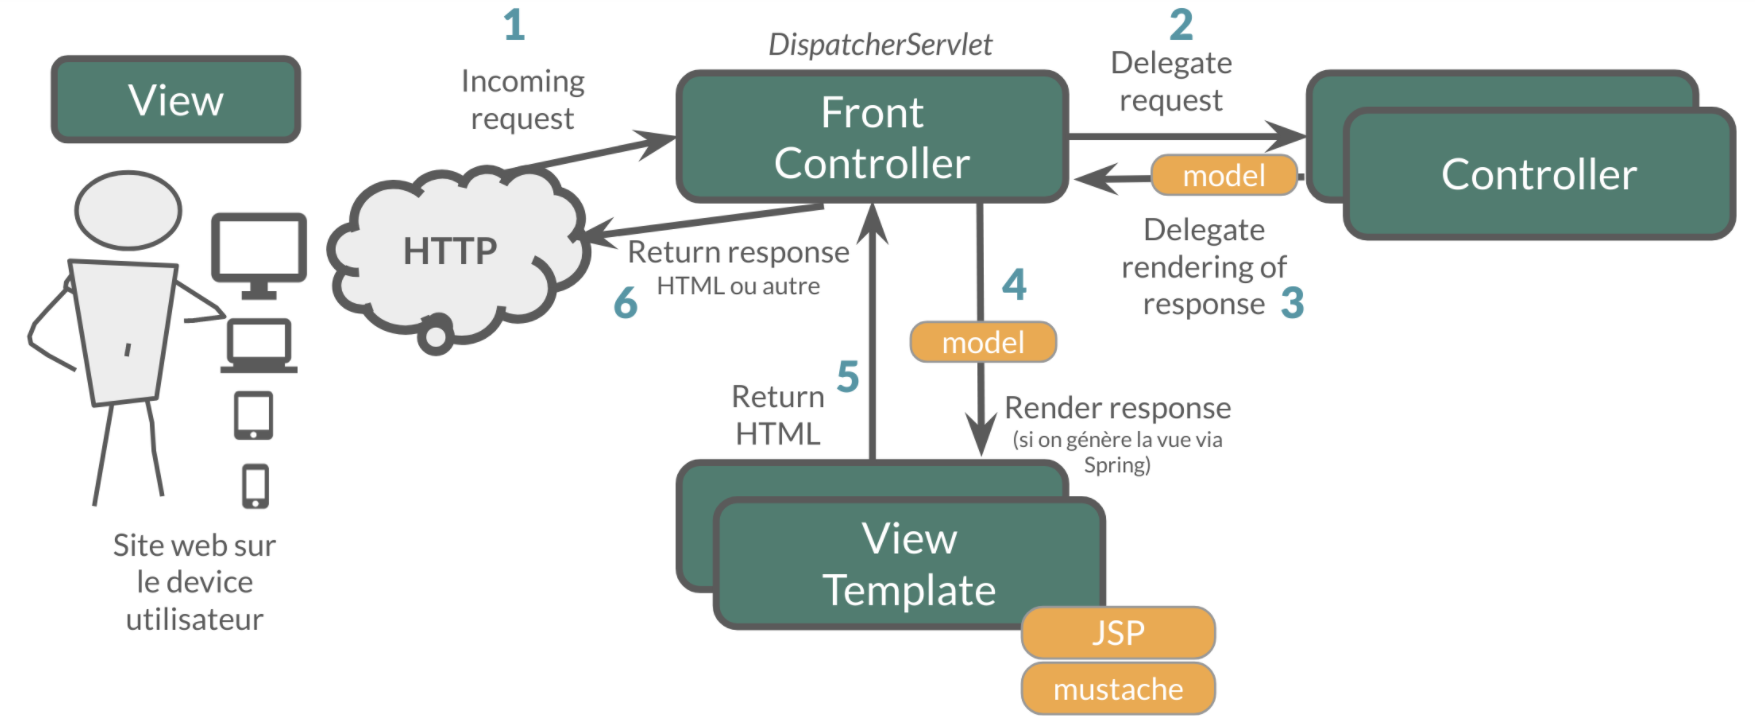 View
Site web sur
le device
utilisateur
HTTP
1
Incoming
request
DispatcherServlet
Front
Controller
2
Delegate
request
Controller
model
Delegate
rendering of
response 3
4
model
Render response
(si on génère la vue via
Spring)
View
Template
JSP
mustache
5
Return
HTML
Return response
HTML ou autre
6